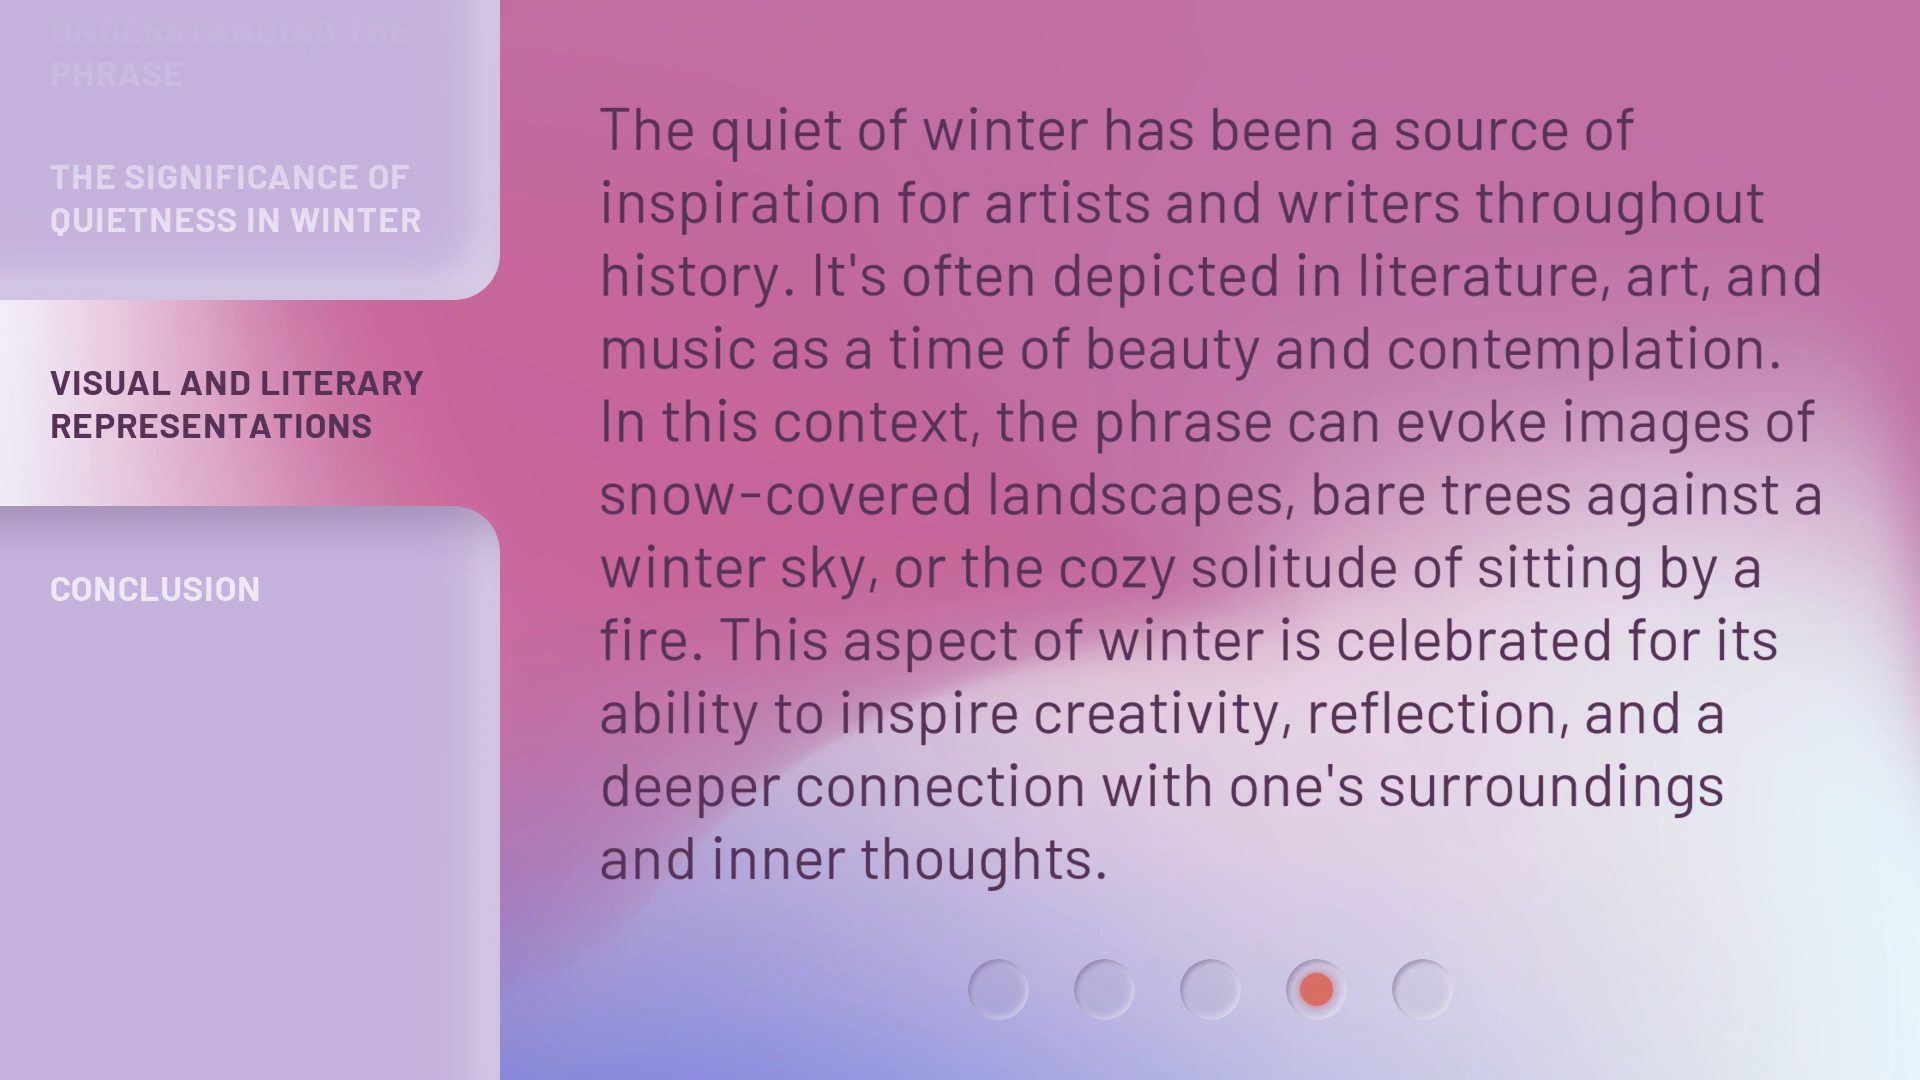 UNDERSTANDING THE
PHRASE
THE SIGNIFICANCE OF
QUIETNESS IN WINTER
VISUAL AND LITERARY
REPRESENTATIONS
CONCLUSION
The quiet of winter has been a source of
inspiration for artists and writers throughout
history. It's often depicted in literature, art, and
music as a time of beauty and contemplation.
In this context, the phrase can evoke images of
snow-covered landscapes, bare trees against a
winter sky, or the cozy solitude of sitting by a
fire. This aspect of winter is celebrated for its
ability to inspire creativity, reflection, and a
deeper connection with one's surroundings
and inner thoughts.